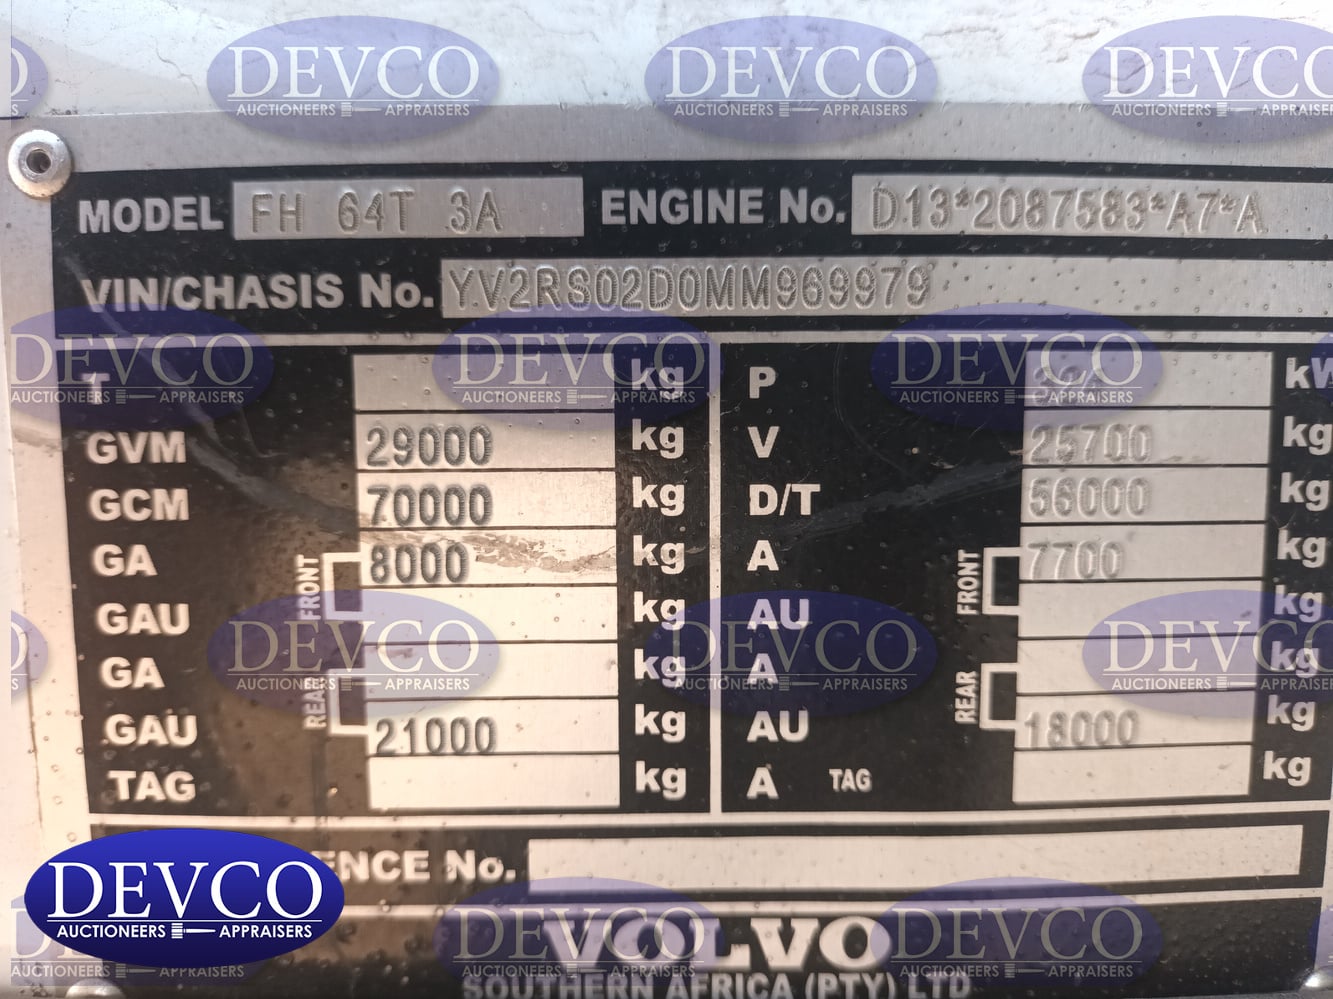 MODEL FH 64T 3A ENGINE No. D13*2087583*A7*A
VIN/CHASIS No. YV2RS02D0MM969979
T kg P kW
GVM 29000 kg V 25700 kg
GCM 70000 kg D/T 56000 kg
FRONT GA 8000 kg FRONT A 7700 kg
GAU kg AU kg
REAR GA kg REAR A kg
GAU 21000 kg AU 18000 kg
TAG kg A TAG kg
ENCE No.
VOLVO
SOUTHERN AFRICA (PTY) LTD
DEVCO
AUCTIONEERS APPRAISERS